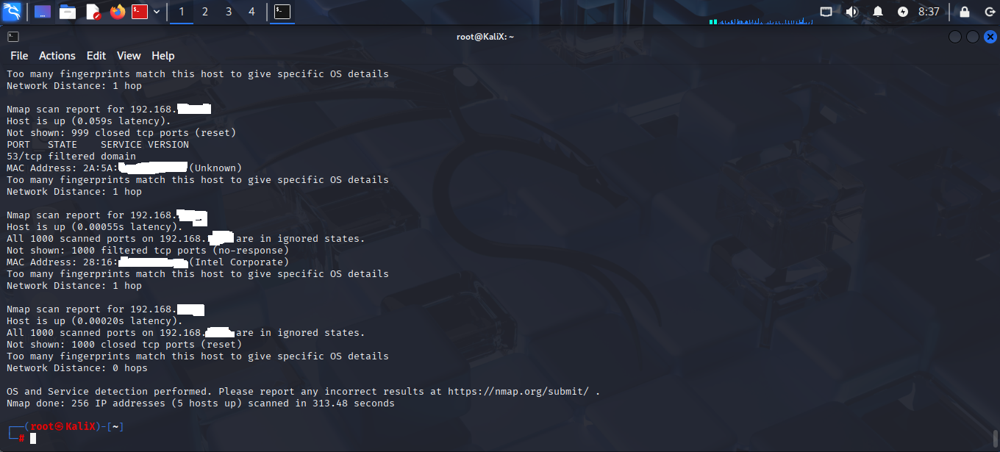 1 2 3 4
8:37
root@KaliX: ~
File Actions Edit View Help
Too many fingerprints match this host to give specific OS details
Network Distance: 1 hop
Nmap scan report for 192.168.
Host is up (0.059s latency).
Not shown: 999 closed tcp ports (reset)
PORT   STATE    SERVICE VERSION
53/tcp filtered domain
MAC Address: 2A:5A: (Unknown)
Too many fingerprints match this host to give specific OS details
Network Distance: 1 hop
Nmap scan report for 192.168.
Host is up (0.00055s latency).
All 1000 scanned ports on 192.168. are in ignored states.
Not shown: 1000 filtered tcp ports (no-response)
MAC Address: 28:16: (Intel Corporate)
Too many fingerprints match this host to give specific OS details
Network Distance: 1 hop
Nmap scan report for 192.168.
Host is up (0.00020s latency).
All 1000 scanned ports on 192.168. are in ignored states.
Not shown: 1000 closed tcp ports (reset)
Too many fingerprints match this host to give specific OS details
Network Distance: 0 hops
OS and Service detection performed. Please report any incorrect results at https://nmap.org/submit/ .
Nmap done: 256 IP addresses (5 hosts up) scanned in 313.48 seconds
┌──(root㉿KaliX)-[~]
└─#